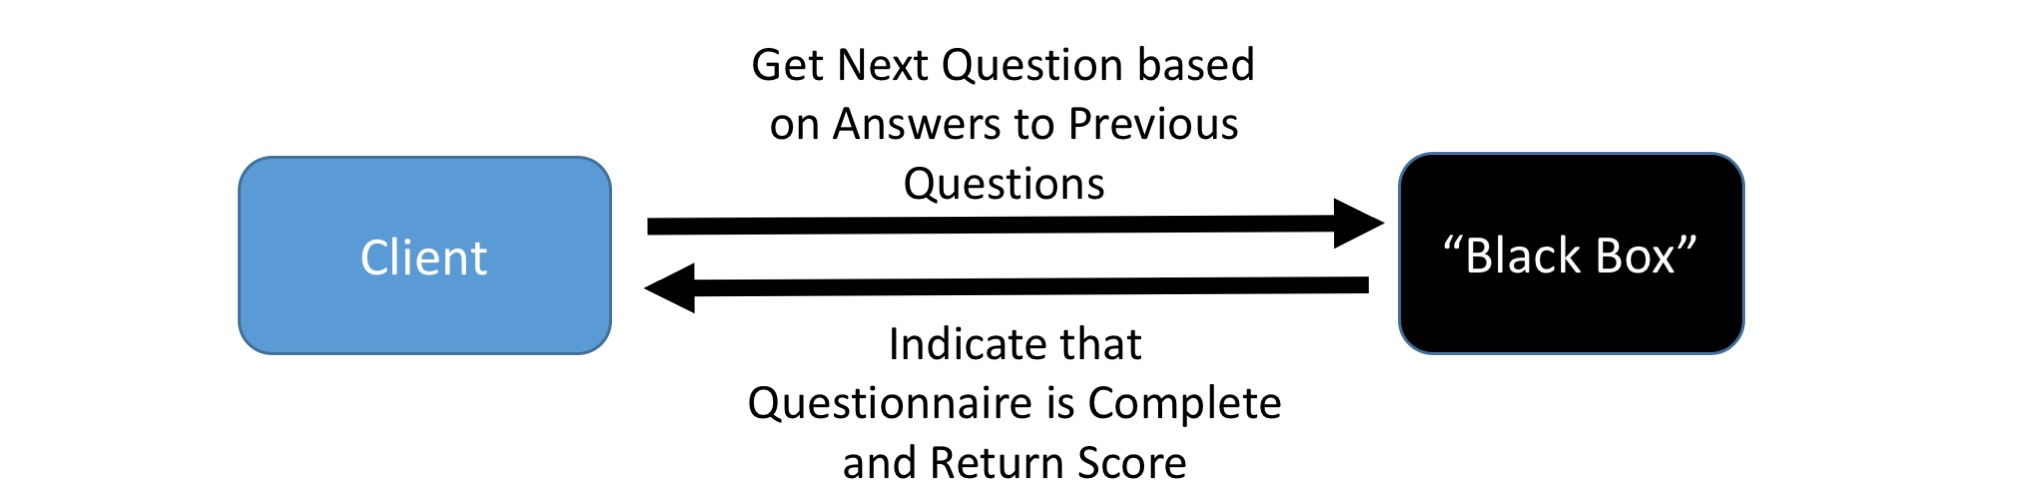 Get Next Question based
on Answers to Previous
Questions
Client
“Black Box”
Indicate that
Questionnaire is Complete
and Return Score